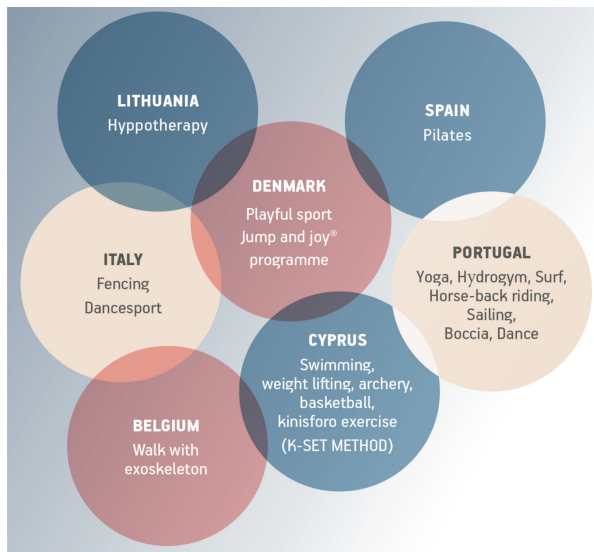 LITHUANIA
Hyppotherapy
SPAIN
Pilates
DENMARK
Playful sport
Jump and joy®
programme
ITALY
Fencing
Dancesport
PORTUGAL
Yoga, Hydrogym, Surf,
Horse-back riding,
Sailing,
Boccia, Dance
CYPRUS
Swimming,
weight lifting, archery,
basketball,
kinisforo exercise
(K-SET METHOD)
BELGIUM
Walk with
exoskeleton